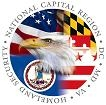 NATIONAL CAPITAL REGION · DC · MD · VA · HOMELAND SECURITY